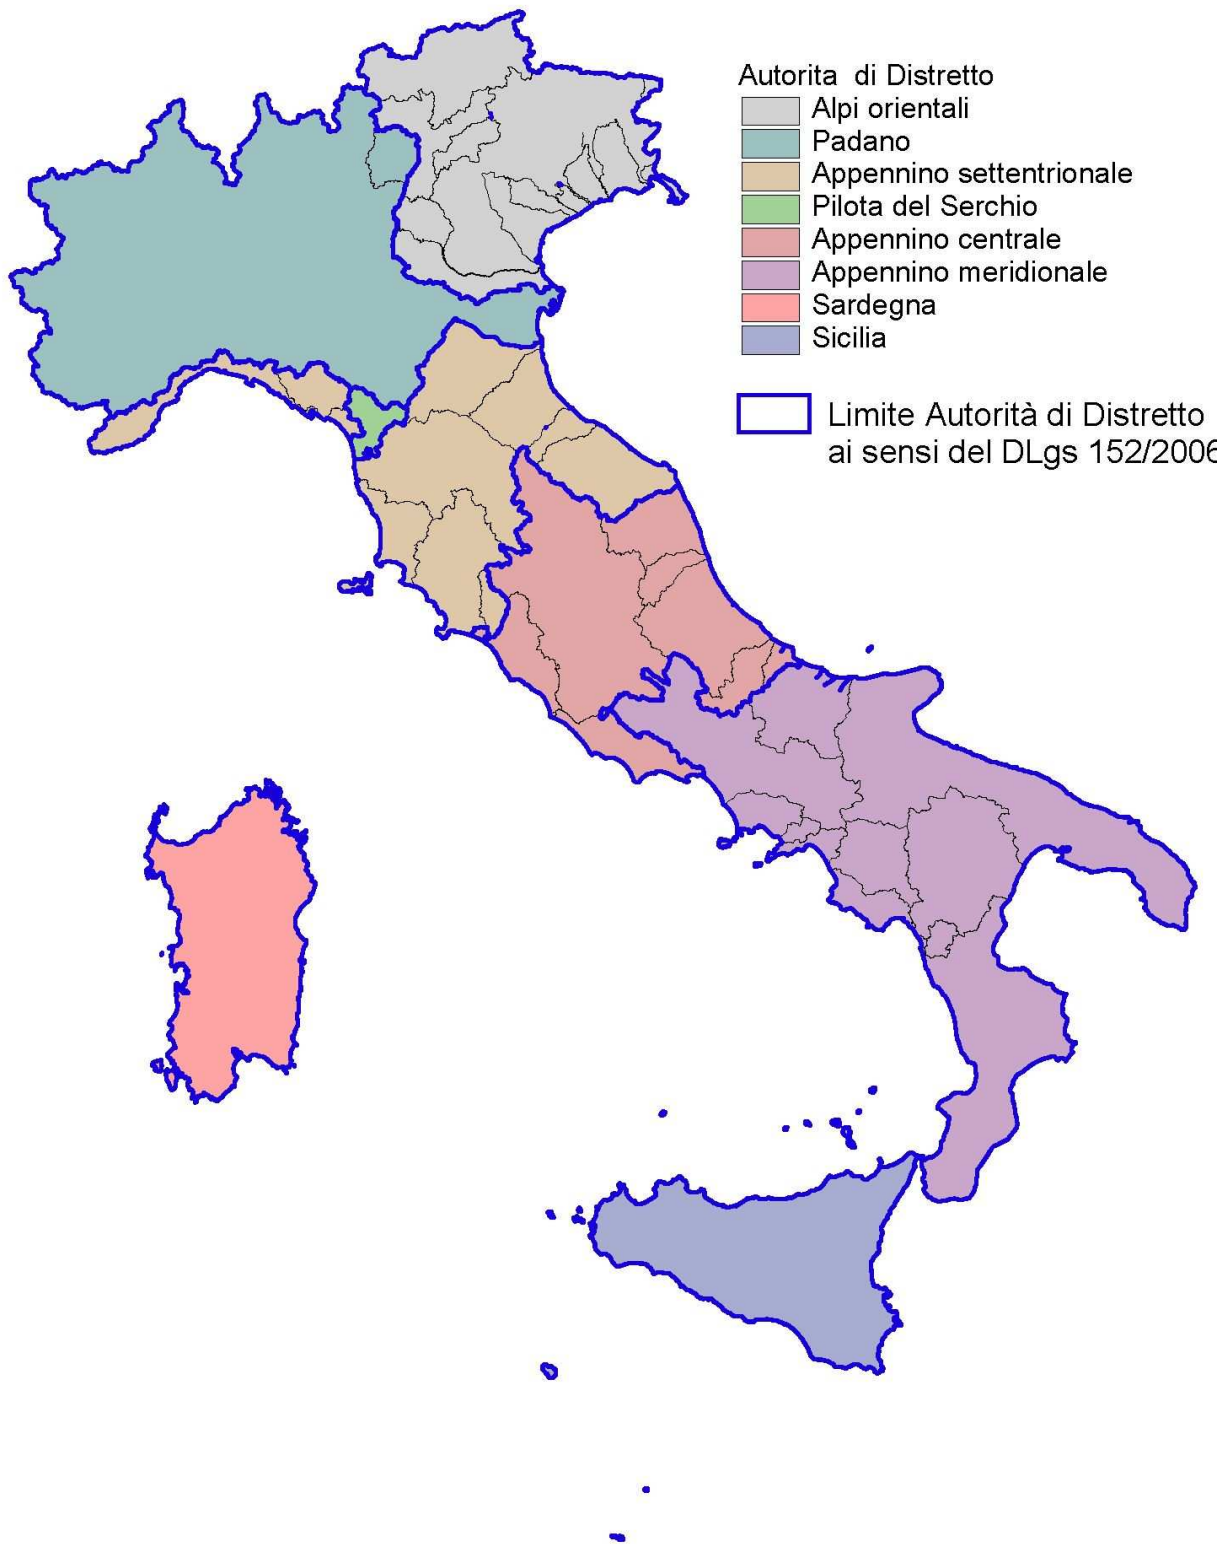 Autorita di Distretto
Alpi orientali
Padano
Appennino settentrionale
Pilota del Serchio
Appennino centrale
Appennino meridionale
Sardegna
Sicilia
Limite Autorità di Distretto
ai sensi del DLgs 152/2006